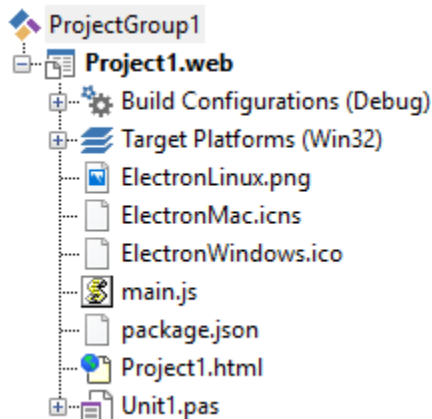 ProjectGroup1
Project1.web
Build Configurations (Debug)
Target Platforms (Win32)
ElectronLinux.png
ElectronMac.icns
ElectronWindows.ico
main.js
package.json
Project1.html
Unit1.pas